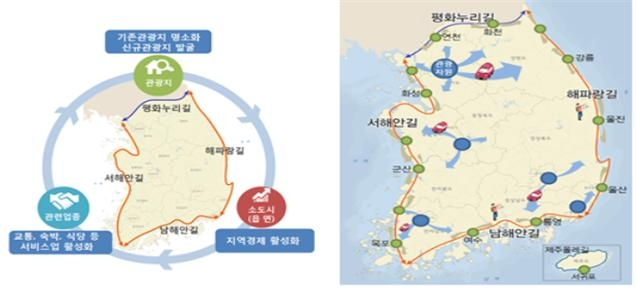 기존관광지 명소화
신규관광지 발굴
관광지
평화누리길
해파랑길
서해안길
남해안길
관련업종
교통, 숙박, 식당 등
서비스업 활성화
소도시
(읍 면)
지역경제 활성화
평화누리길
연천
화천
강릉
관광
자원
화성
해파랑길
서해안길
울진
군산
울산
통영
남해안길
여수
목포
제주올레길
서귀포